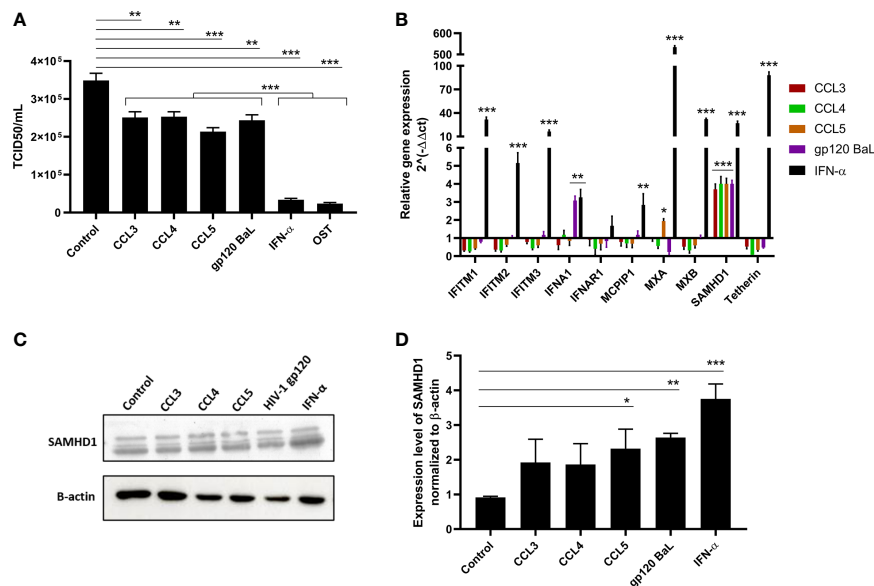 A
**
**
***
**
***
***
***
TCID50/mL
4×10⁵
3×10⁵
2×10⁵
1×10⁵
0
Control
CCL3
CCL4
CCL5
gp120 BaL
IFN-α
OST
B
Relative gene expression
2^(-ΔΔct)
600
500
100
70
40
10
6
5
4
3
2
1
0
***
***
***
**
**
*
***
***
***
***
***
IFITM1
IFITM2
IFITM3
IFNA1
IFNAR1
MCPIP1
MXA
MXB
SAMHD1
Tetherin
CCL3
CCL4
CCL5
gp120 BaL
IFN-α
C
Control
CCL3
CCL4
CCL5
HIV-1 gp120
IFN-α
SAMHD1
B-actin
D
Expression level of SAMHD1
normalized to β-actin
5
4
3
2
1
0
***
**
*
Control
CCL3
CCL4
CCL5
gp120 BaL
IFN-α